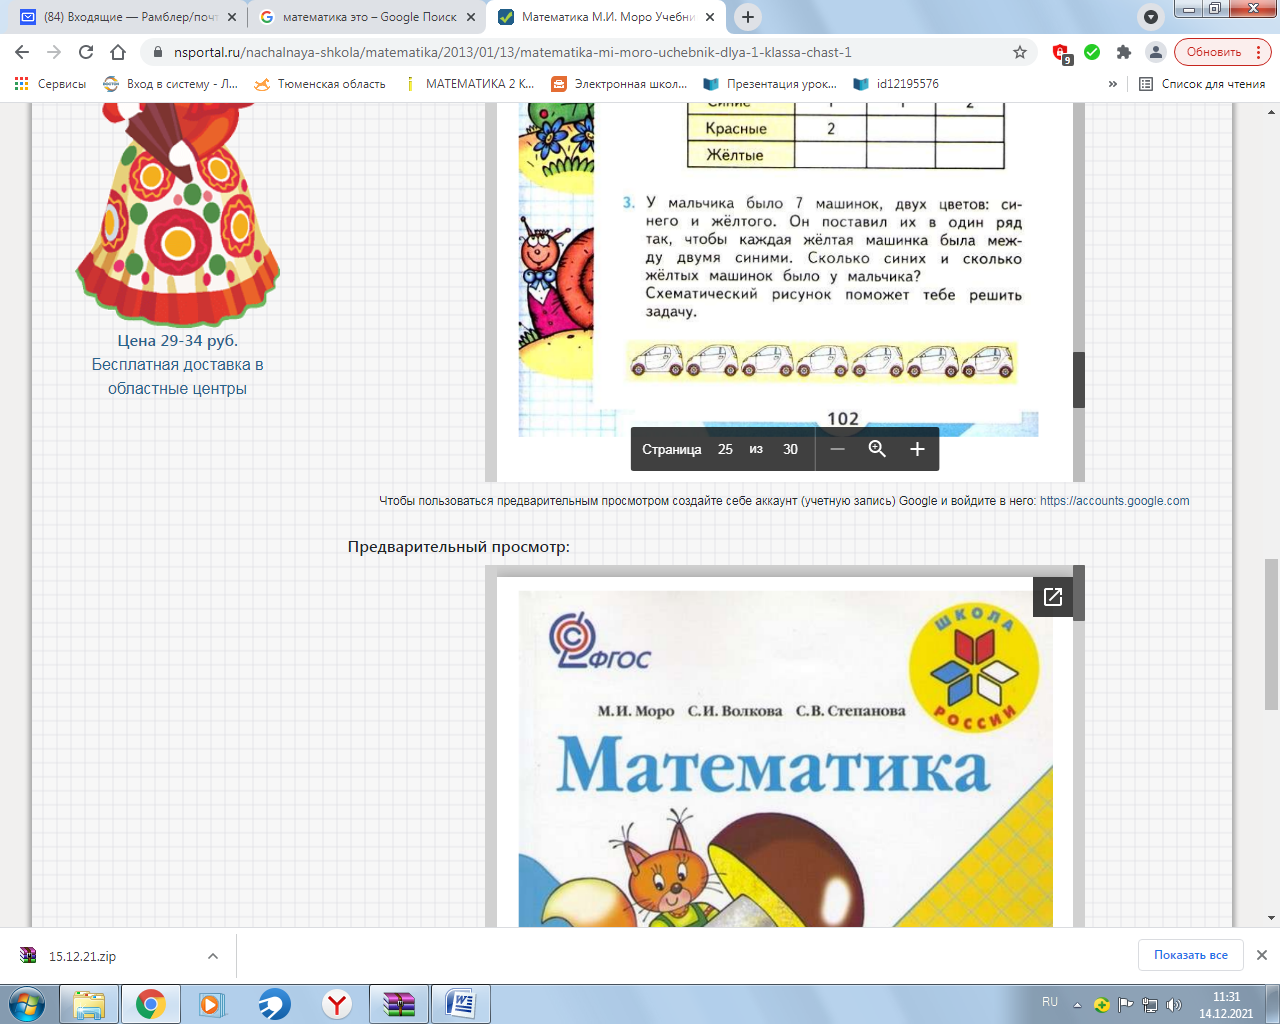 (84) Входящие — Рамблер/поч
математика это – Google Поиск
Математика М.И. Моро Учебни
nsportal.ru/nachalnaya-shkola/matematika/2013/01/13/matematika-mi-moro-uchebnik-dlya-1-klassa-chast-1
9
Обновить
Сервисы
Вход в систему - Л...
Тюменская область
МАТЕМАТИКА 2 К...
Электронная школ...
Презентация урок...
id12195576
»
Список для чтения
Синие 1 1 2
Красные 2
Жёлтые
3. У мальчика было 7 машинок, двух цветов: си-
него и жёлтого. Он поставил их в один ряд
так, чтобы каждая жёлтая машинка была меж-
ду двумя синими. Сколько синих и сколько
жёлтых машинок было у мальчика?
Схематический рисунок поможет тебе решить
задачу.
102
Страница 25 из 30
Цена 29-34 руб.
Бесплатная доставка в
областные центры
Чтобы пользоваться предварительным просмотром создайте себе аккаунт (учетную запись) Google и войдите в него: https://accounts.google.com
Предварительный просмотр:
ФГОС
ШКОЛА
РОССИИ
М.И. Моро С.И. Волкова С.В. Степанова
Математика
15.12.21.zip
Показать все
RU
11:31
14.12.2021